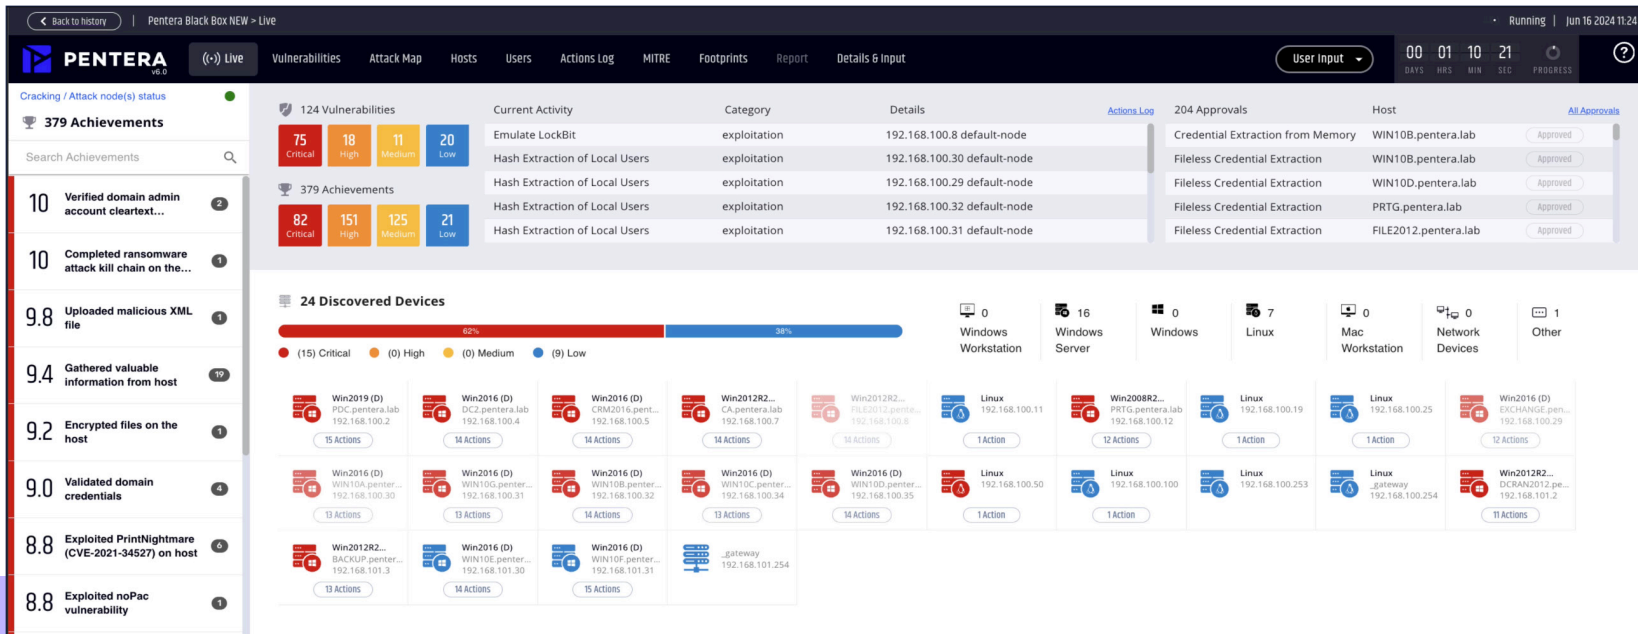 Back to history | Pentera Black Box NEW > Live
Running | Jun 16 2024 11:24
PENTERA v6.0
Live Vulnerabilities Attack Map Hosts Users Actions Log MITRE Footprints Report Details & Input
User Input
00 DAYS 01 HRS 10 MIN 21 SEC PROGRESS
?
Cracking / Attack node(s) status
379 Achievements
Search Achievements
10 Verified domain admin account cleartext... 2
10 Completed ransomware attack kill chain on the... 1
9.8 Uploaded malicious XML file 1
9.4 Gathered valuable information from host 19
9.2 Encrypted files on the host 1
9.0 Validated domain credentials 4
8.8 Exploited PrintNightmare (CVE-2021-34527) on host 6
8.8 Exploited noPac vulnerability 1
124 Vulnerabilities
75 Critical 18 High 11 Medium 20 Low
379 Achievements
82 Critical 151 High 125 Medium 21 Low
Current Activity Category Details Actions Log
Emulate LockBit exploitation 192.168.100.8 default-node
Hash Extraction of Local Users exploitation 192.168.100.30 default-node
Hash Extraction of Local Users exploitation 192.168.100.29 default-node
Hash Extraction of Local Users exploitation 192.168.100.32 default-node
Hash Extraction of Local Users exploitation 192.168.100.31 default-node
204 Approvals Host All Approvals
Credential Extraction from Memory WIN10B.pentera.lab Approved
Fileless Credential Extraction WIN10B.pentera.lab Approved
Fileless Credential Extraction WIN10D.pentera.lab Approved
Fileless Credential Extraction PRTG.pentera.lab Approved
Fileless Credential Extraction FILE2012.pentera.lab Approved
24 Discovered Devices
62% 38%
(15) Critical (0) High (0) Medium (9) Low
0 Windows Workstation
16 Windows Server
0 Windows
7 Linux
0 Mac Workstation
0 Network Devices
1 Other
Win2019 (D) PDC.pentera.lab 192.168.100.2 15 Actions
Win2016 (D) DC2.pentera.lab 192.168.100.4 14 Actions
Win2016 (D) CRM2016.pent... 192.168.100.5 14 Actions
Win2012R2... CA.pentera.lab 192.168.100.7 14 Actions
Win2012R2... FILE2012.pente... 192.168.100.8 14 Actions
Linux 192.168.100.11 1 Action
Win2008R2... PRTG.pentera.lab 192.168.100.12 12 Actions
Linux 192.168.100.19 1 Action
Linux 192.168.100.25 1 Action
Win2016 (D) EXCHANGE.pen... 192.168.100.29 12 Actions
Win2016 (D) WIN10A.penter... 192.168.100.30 13 Actions
Win2016 (D) WIN10G.penter... 192.168.100.31 13 Actions
Win2016 (D) WIN10B.penter... 192.168.100.32 14 Actions
Win2016 (D) WIN10C.penter... 192.168.100.34 13 Actions
Win2016 (D) WIN10D.penter... 192.168.100.35 14 Actions
Linux 192.168.100.50 1 Action
Linux 192.168.100.100 1 Action
Linux 192.168.100.253
Linux _gateway 192.168.100.254
Win2012R2... DCRAN2012.pe... 192.168.101.2 11 Actions
Win2012R2... BACKUP.penter... 192.168.101.3 13 Actions
Win2016 (D) WIN10E.penter... 192.168.101.30 14 Actions
Win2016 (D) WIN10F.penter... 192.168.101.31 15 Actions
_gateway 192.168.101.254